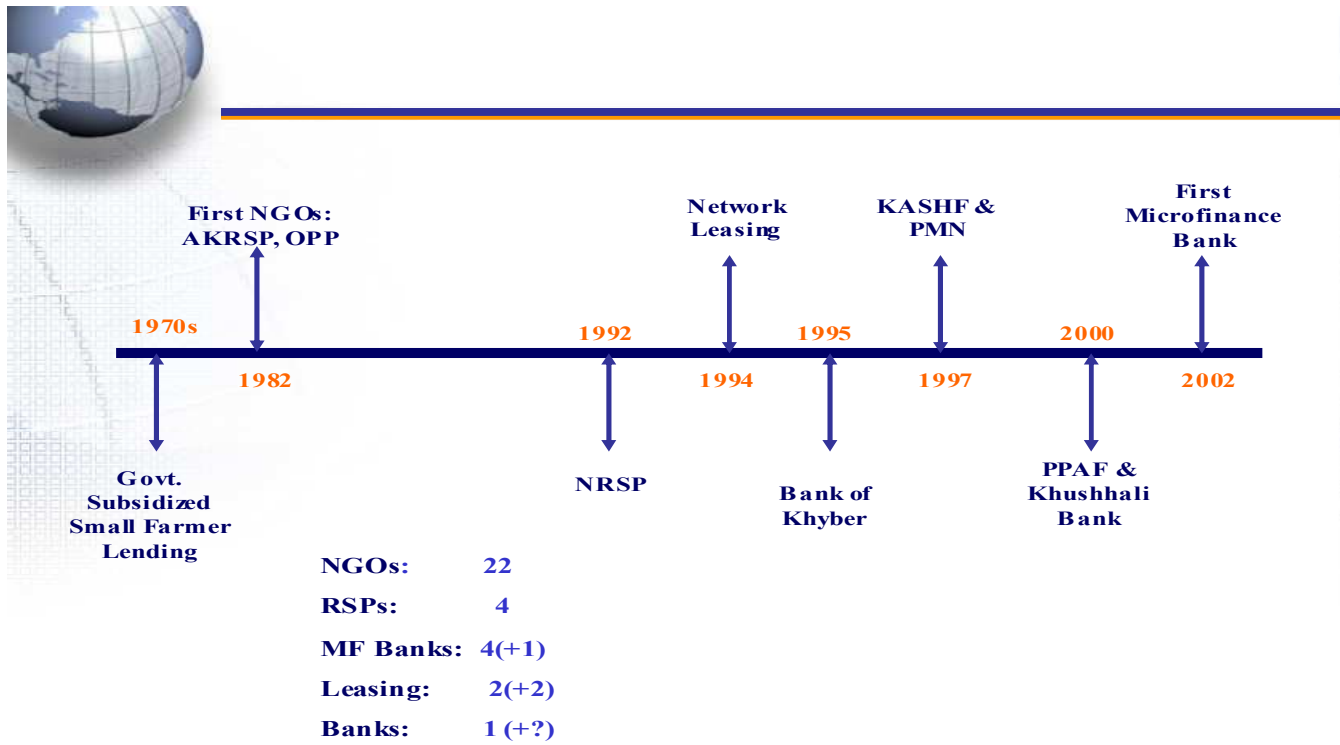 First NGOs:
AKRSP, OPP
Network
Leasing
KASHF &
PMN
First
Microfinance
Bank
1970s
1992
1995
2000
1982
1994
1997
2002
Govt.
Subsidized
Small Farmer
Lending
NRSP
Bank of
Khyber
PPAF &
Khushhali
Bank
NGOs: 22
RSPs: 4
MF Banks: 4(+1)
Leasing: 2(+2)
Banks: 1 (+?)